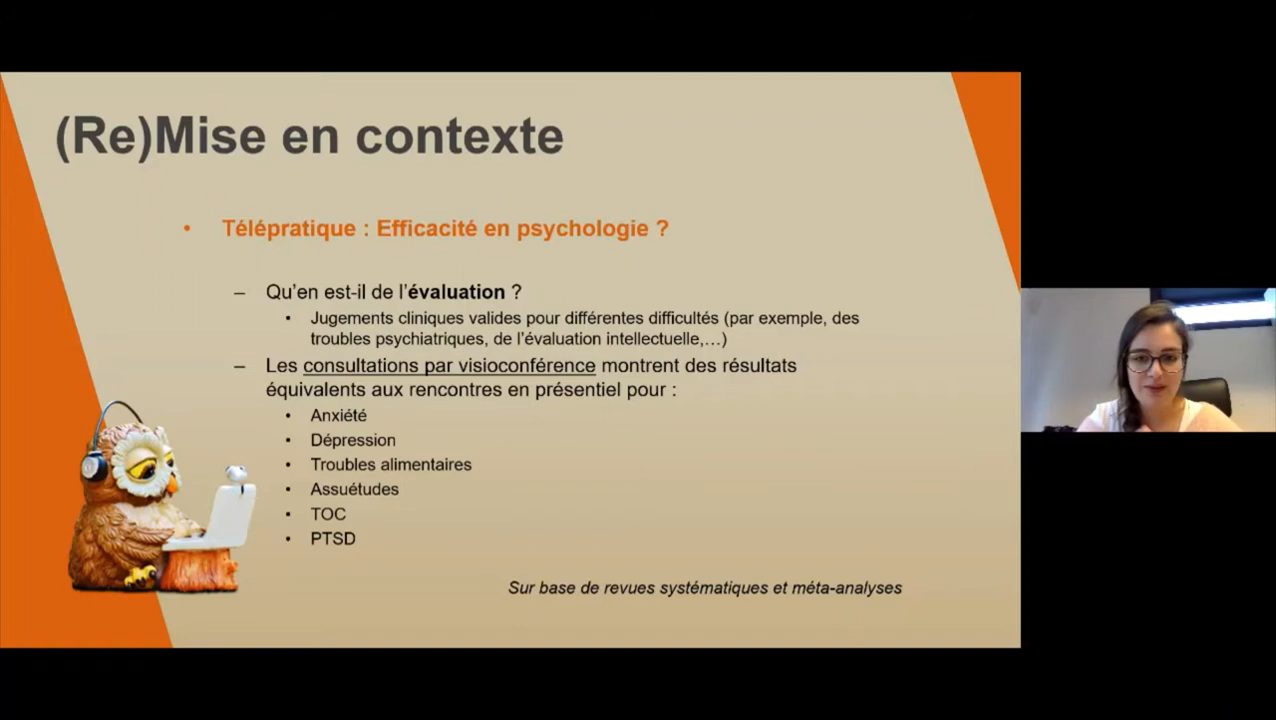 (Re)Mise en contexte
• Télépratique : Efficacité en psychologie ?
– Qu'en est-il de l'évaluation ?
• Jugements cliniques valides pour différentes difficultés (par exemple, des
troubles psychiatriques, de l'évaluation intellectuelle,…)
– Les consultations par visioconférence montrent des résultats
équivalents aux rencontres en présentiel pour :
• Anxiété
• Dépression
• Troubles alimentaires
• Assuétudes
• TOC
• PTSD
Sur base de revues systématiques et méta-analyses